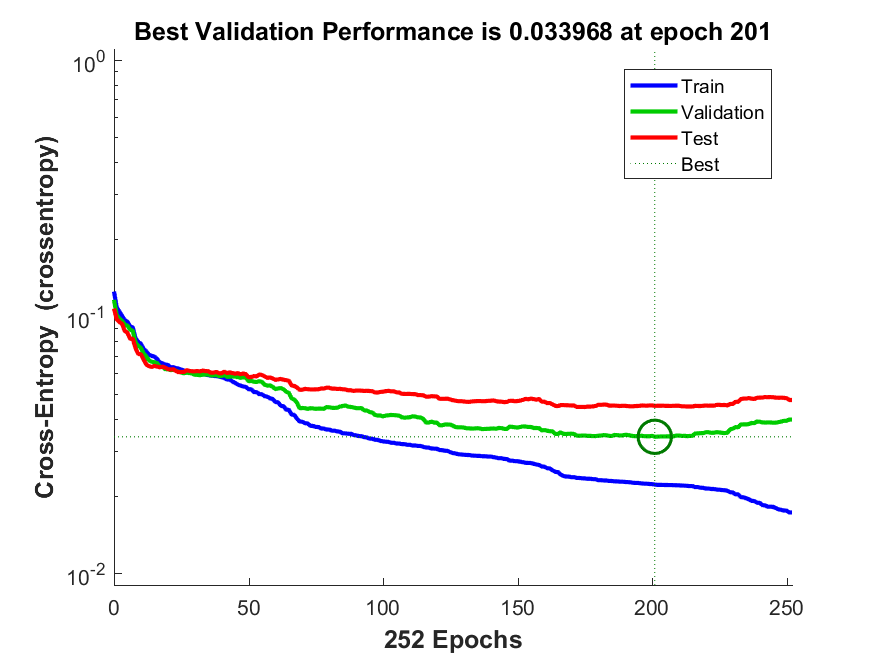 Best Validation Performance is 0.033968 at epoch 201
Cross-Entropy (crossentropy)
10^0
10^-1
10^-2
Train
Validation
Test
Best
0
50
100
150
200
250
252 Epochs